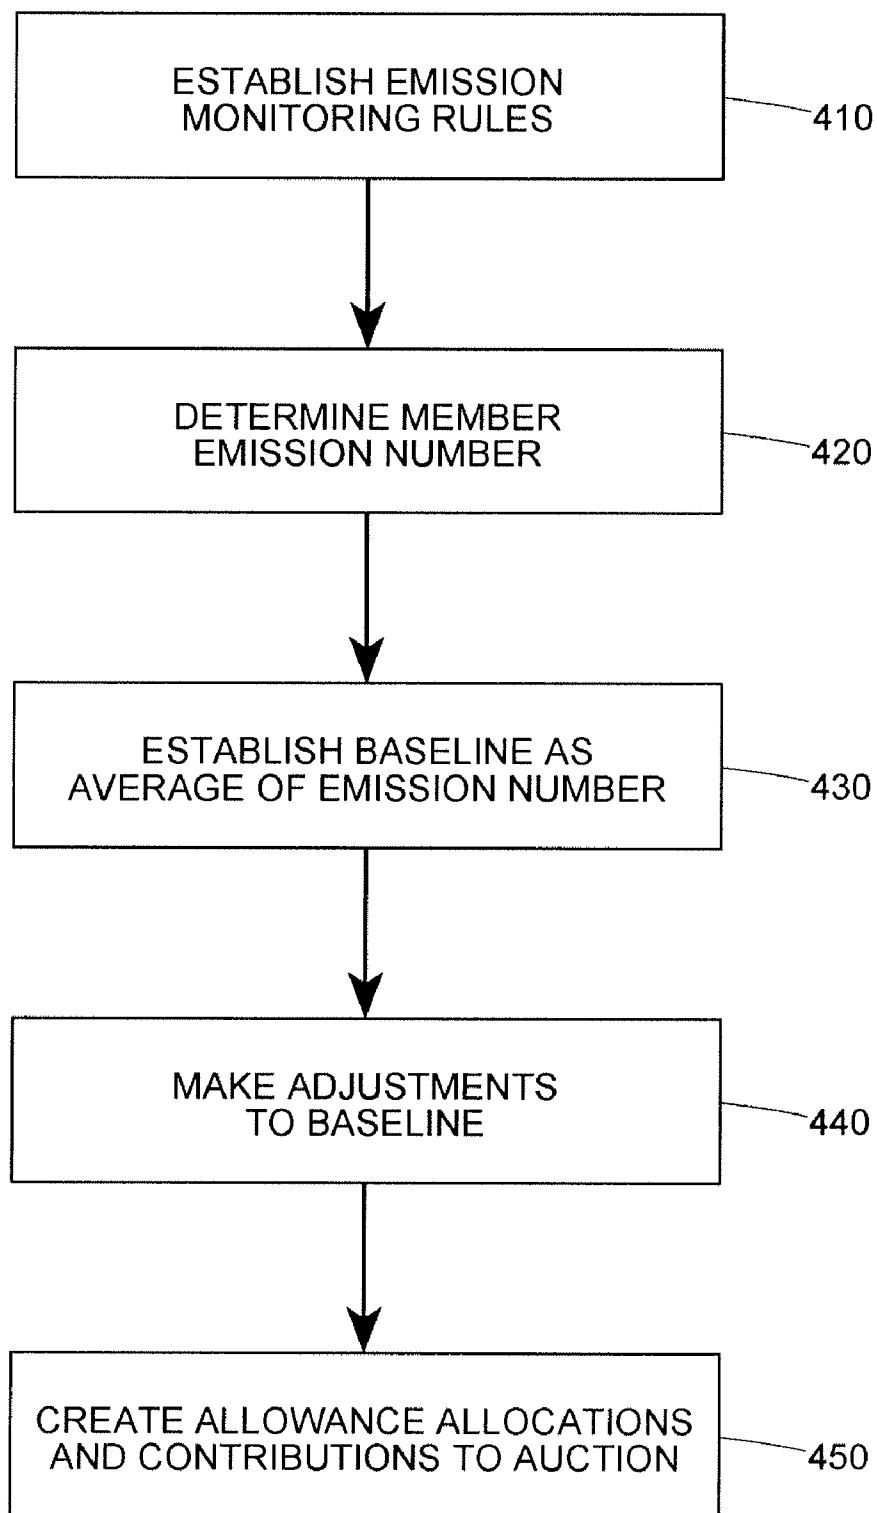 ESTABLISH EMISSION
MONITORING RULES
410
DETERMINE MEMBER
EMISSION NUMBER
420
ESTABLISH BASELINE AS
AVERAGE OF EMISSION NUMBER
430
MAKE ADJUSTMENTS
TO BASELINE
440
CREATE ALLOWANCE ALLOCATIONS
AND CONTRIBUTIONS TO AUCTION
450